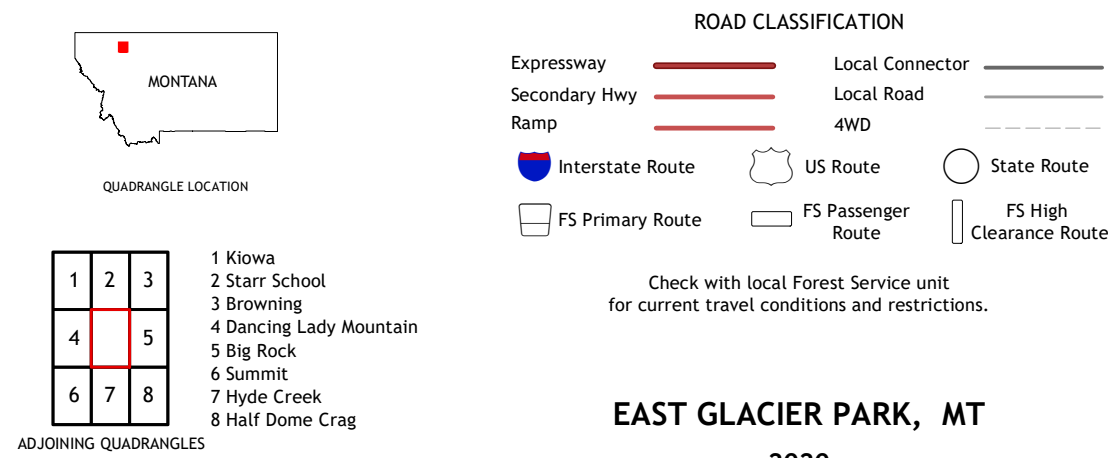 MONTANA
QUADRANGLE LOCATION
1
2
3
4
5
6
7
8
ADJOINING QUADRANGLES
1 Kiowa
2 Starr School
3 Browning
4 Dancing Lady Mountain
5 Big Rock
6 Summit
7 Hyde Creek
8 Half Dome Crag
ROAD CLASSIFICATION
Expressway
Secondary Hwy
Ramp
Local Connector
Local Road
4WD
Interstate Route
US Route
State Route
FS Primary Route
FS Passenger
Route
FS High
Clearance Route
Check with local Forest Service unit
for current travel conditions and restrictions.
EAST GLACIER PARK, MT